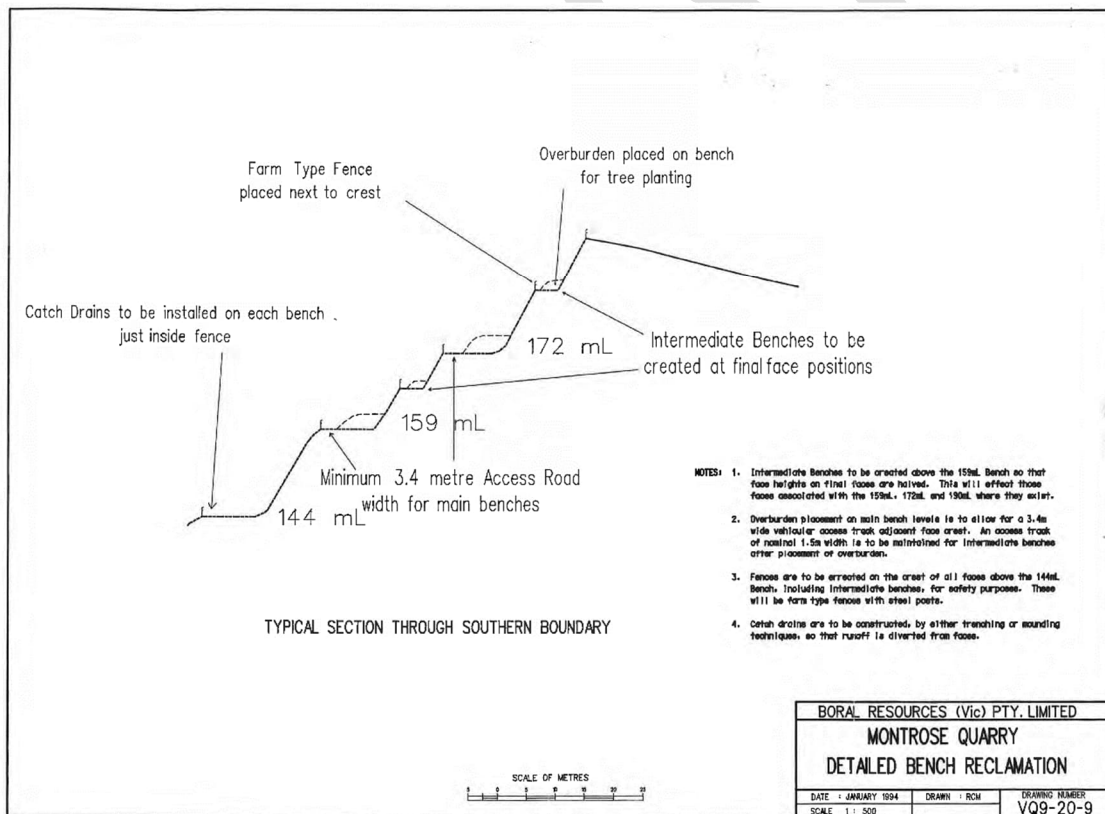 Farm Type Fence
placed next to crest
Overburden placed on bench
for tree planting
Catch Drains to be installed on each bench
just inside fence
172 mL
Intermediate Benches to be
created at final face positions
159 mL
Minimum 3.4 metre Access Road
width for main benches
144 mL
TYPICAL SECTION THROUGH SOUTHERN BOUNDARY
NOTES: 1. Intermediate Benches to be created above the 159mL Bench so that
face heights on final faces are halved. This will effect those
faces associated with the 159mL, 172mL and 190mL where they exist.
2. Overburden placement on main bench levels is to allow for a 3.4m
wide vehicular access track adjacent face crest. An access track
of nominal 1.5m width is to be maintained for intermediate benches
after placement of overburden.
3. Fences are to be erected on the crest of all faces above the 144mL
Bench, including intermediate benches, for safety purposes. These
will be farm type fences with steel posts.
4. Catch drains are to be constructed, by either trenching or mounding
techniques, so that runoff is diverted from faces.
SCALE OF METRES
5 0 5 10 15 20 25
BORAL RESOURCES (Vic) PTY. LIMITED
MONTROSE QUARRY
DETAILED BENCH RECLAMATION
DATE : JANUARY 1994 DRAWN : RCM DRAWING NUMBER
SCALE 1 : 500 VQ9-20-9